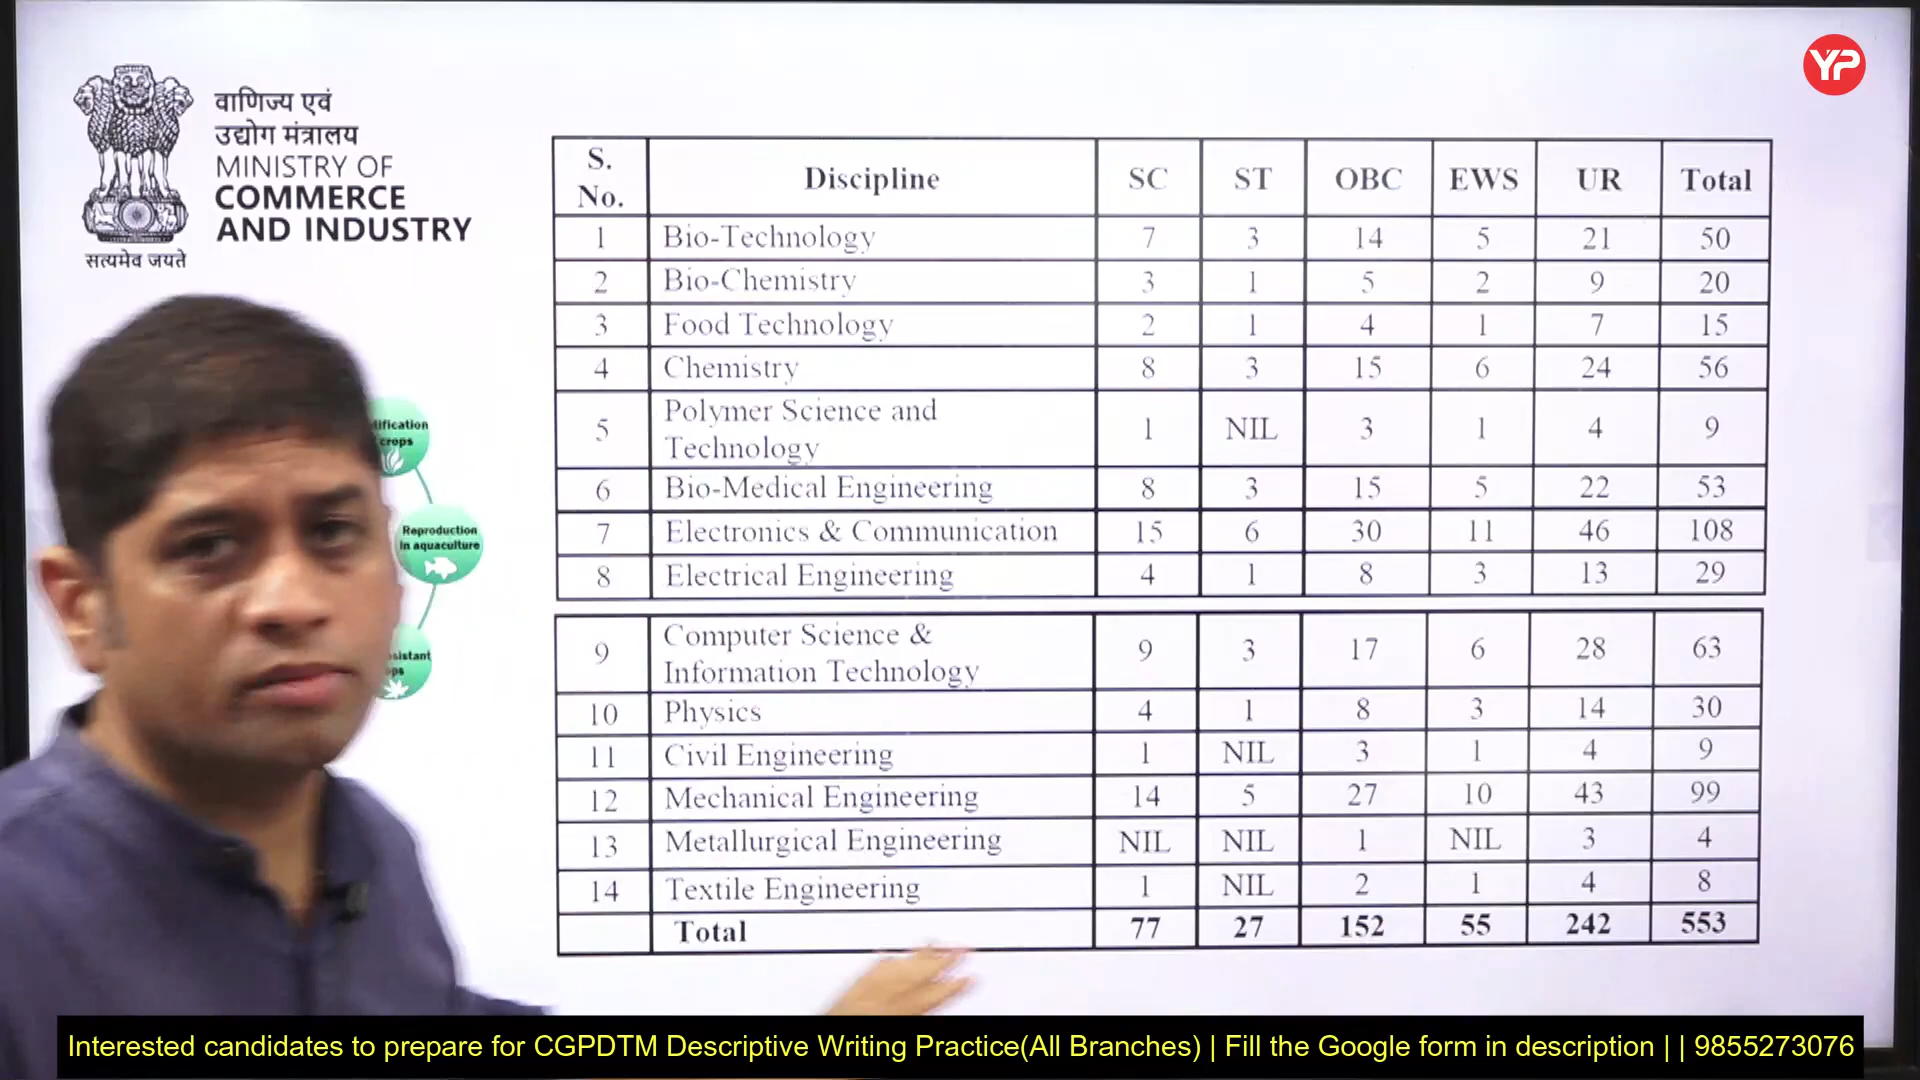 YP
वाणिज्य एवं
उद्योग मंत्रालय
MINISTRY OF
COMMERCE
AND INDUSTRY
सत्यमेव जयते
ification
crops
Reproduction
in aquaculture
sistant
ps
S. No. Discipline SC ST OBC EWS UR Total
1 Bio-Technology 7 3 14 5 21 50
2 Bio-Chemistry 3 1 5 2 9 20
3 Food Technology 2 1 4 1 7 15
4 Chemistry 8 3 15 6 24 56
5 Polymer Science and Technology 1 NIL 3 1 4 9
6 Bio-Medical Engineering 8 3 15 5 22 53
7 Electronics & Communication 15 6 30 11 46 108
8 Electrical Engineering 4 1 8 3 13 29
9 Computer Science & Information Technology 9 3 17 6 28 63
10 Physics 4 1 8 3 14 30
11 Civil Engineering 1 NIL 3 1 4 9
12 Mechanical Engineering 14 5 27 10 43 99
13 Metallurgical Engineering NIL NIL 1 NIL 3 4
14 Textile Engineering 1 NIL 2 1 4 8
Total 77 27 152 55 242 553
Interested candidates to prepare for CGPDTM Descriptive Writing Practice(All Branches) | Fill the Google form in description | | 9855273076